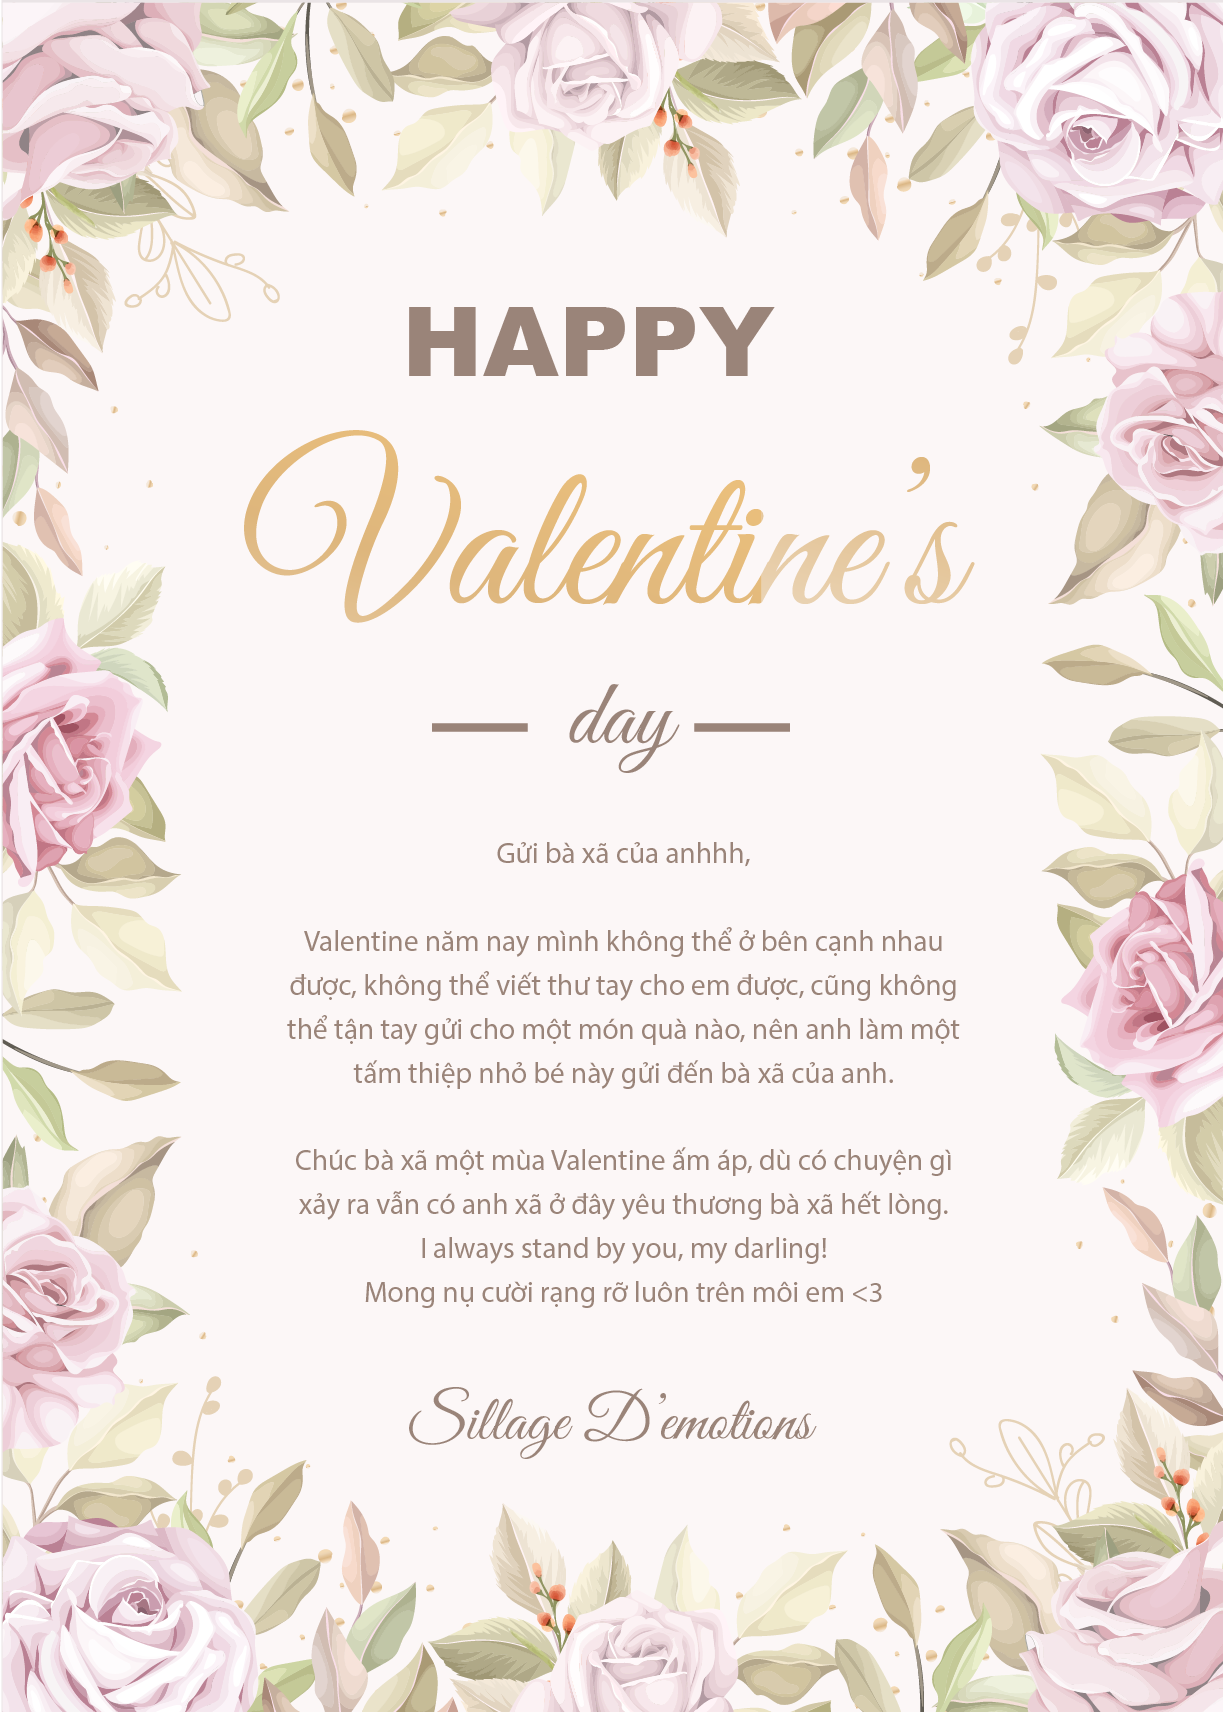 HAPPY
Valentine's
day
Gửi bà xã của anhhh,
Valentine năm nay mình không thể ở bên cạnh nhau
được, không thể viết thư tay cho em được, cũng không
thể tận tay gửi cho một món quà nào, nên anh làm một
tấm thiệp nhỏ bé này gửi đến bà xã của anh.
Chúc bà xã một mùa Valentine ấm áp, dù có chuyện gì
xảy ra vẫn có anh xã ở đây yêu thương bà xã hết lòng.
I always stand by you, my darling!
Mong nụ cười rạng rỡ luôn trên môi em <3
Sillage D'emotions